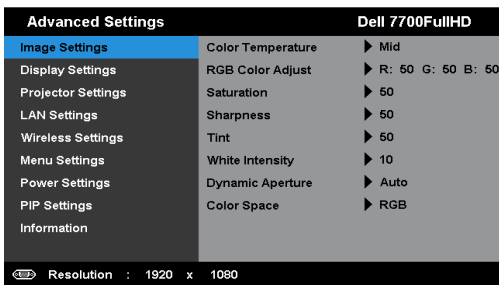 Advanced Settings Dell 7700FullHD
Image Settings Color Temperature Mid
Display Settings RGB Color Adjust R: 50 G: 50 B: 50
Projector Settings Saturation 50
LAN Settings Sharpness 50
Wireless Settings Tint 50
Menu Settings White Intensity 10
Power Settings Dynamic Aperture Auto
PIP Settings Color Space RGB
Information
Resolution : 1920 x 1080